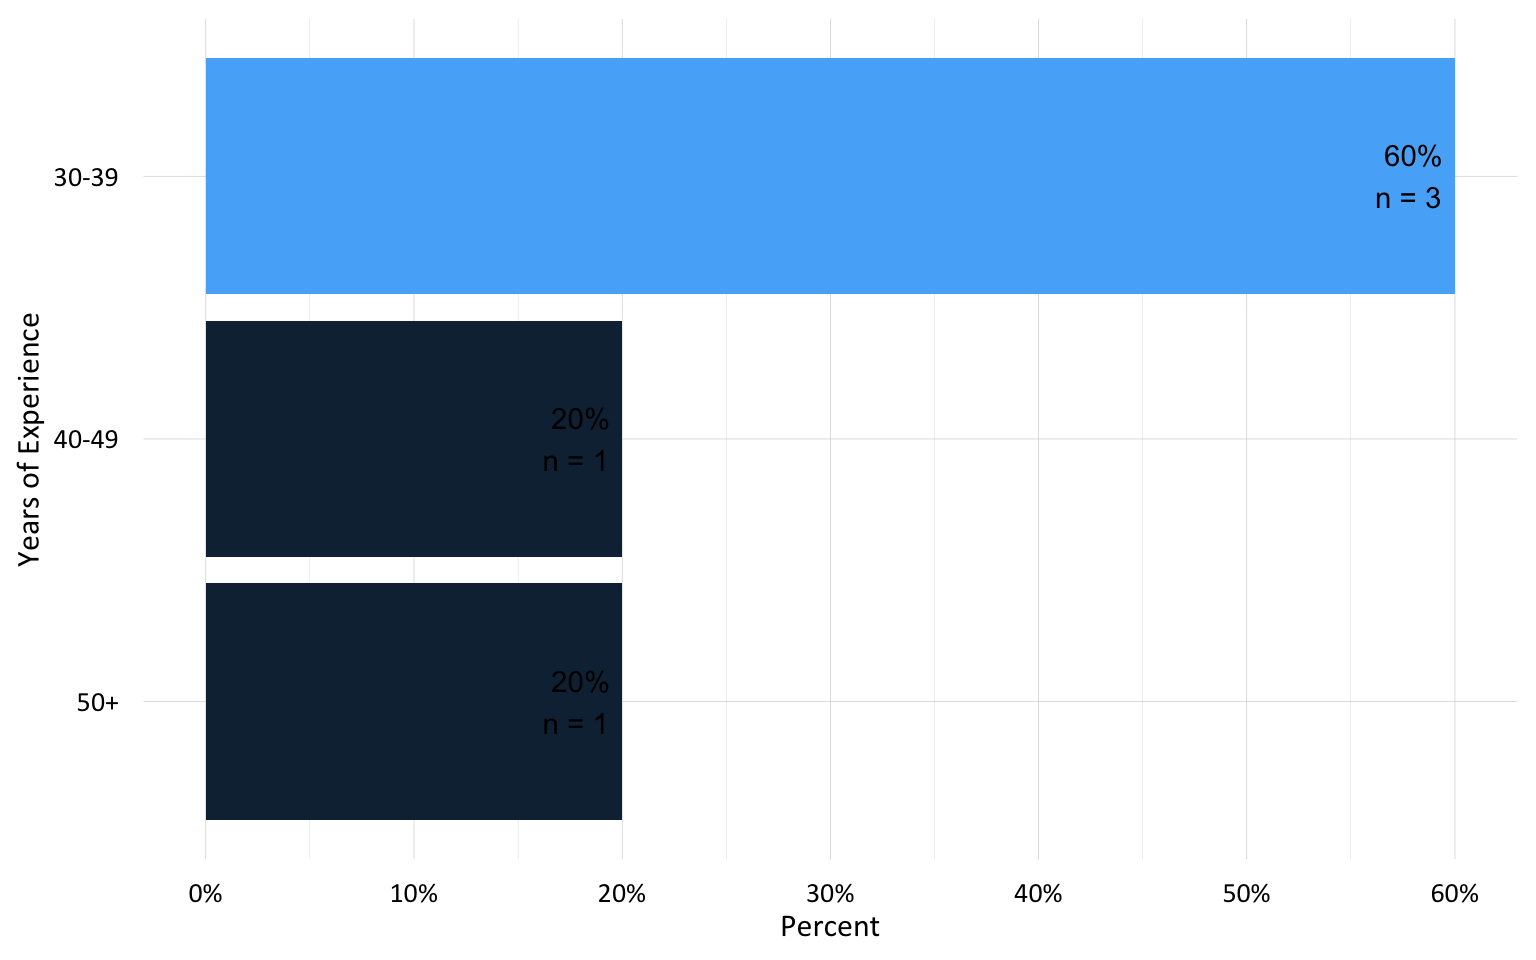 Years of Experience
30-39
60%
n = 3
40-49
20%
n = 1
50+
20%
n = 1
0% 10% 20% 30% 40% 50% 60%
Percent